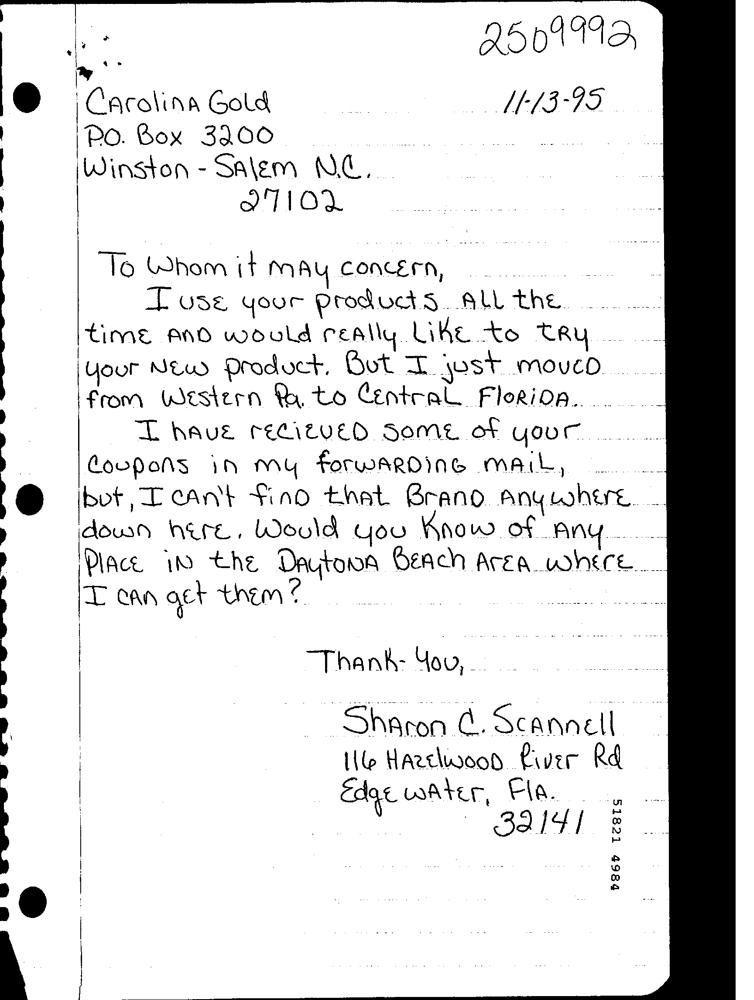 2509992
Carolina Gold 11-13-95
P.O. Box 3200
Winston-Salem N.C.
27102
To Whom it may concern,
I use your products all the
time and would really like to try
your new product. But I just moved
from Western Pa. to Central Florida.
I have recieved some of your
coupons in my forwarding mail,
but, I can't find that brand anywhere
down here. Would you know of any
place in the Daytona Beach area where
I can get them?
Thank-you,
Sharon C. Scannell
116 Hazelwood River Rd
Edgewater, Fla.
32141
51821 4984